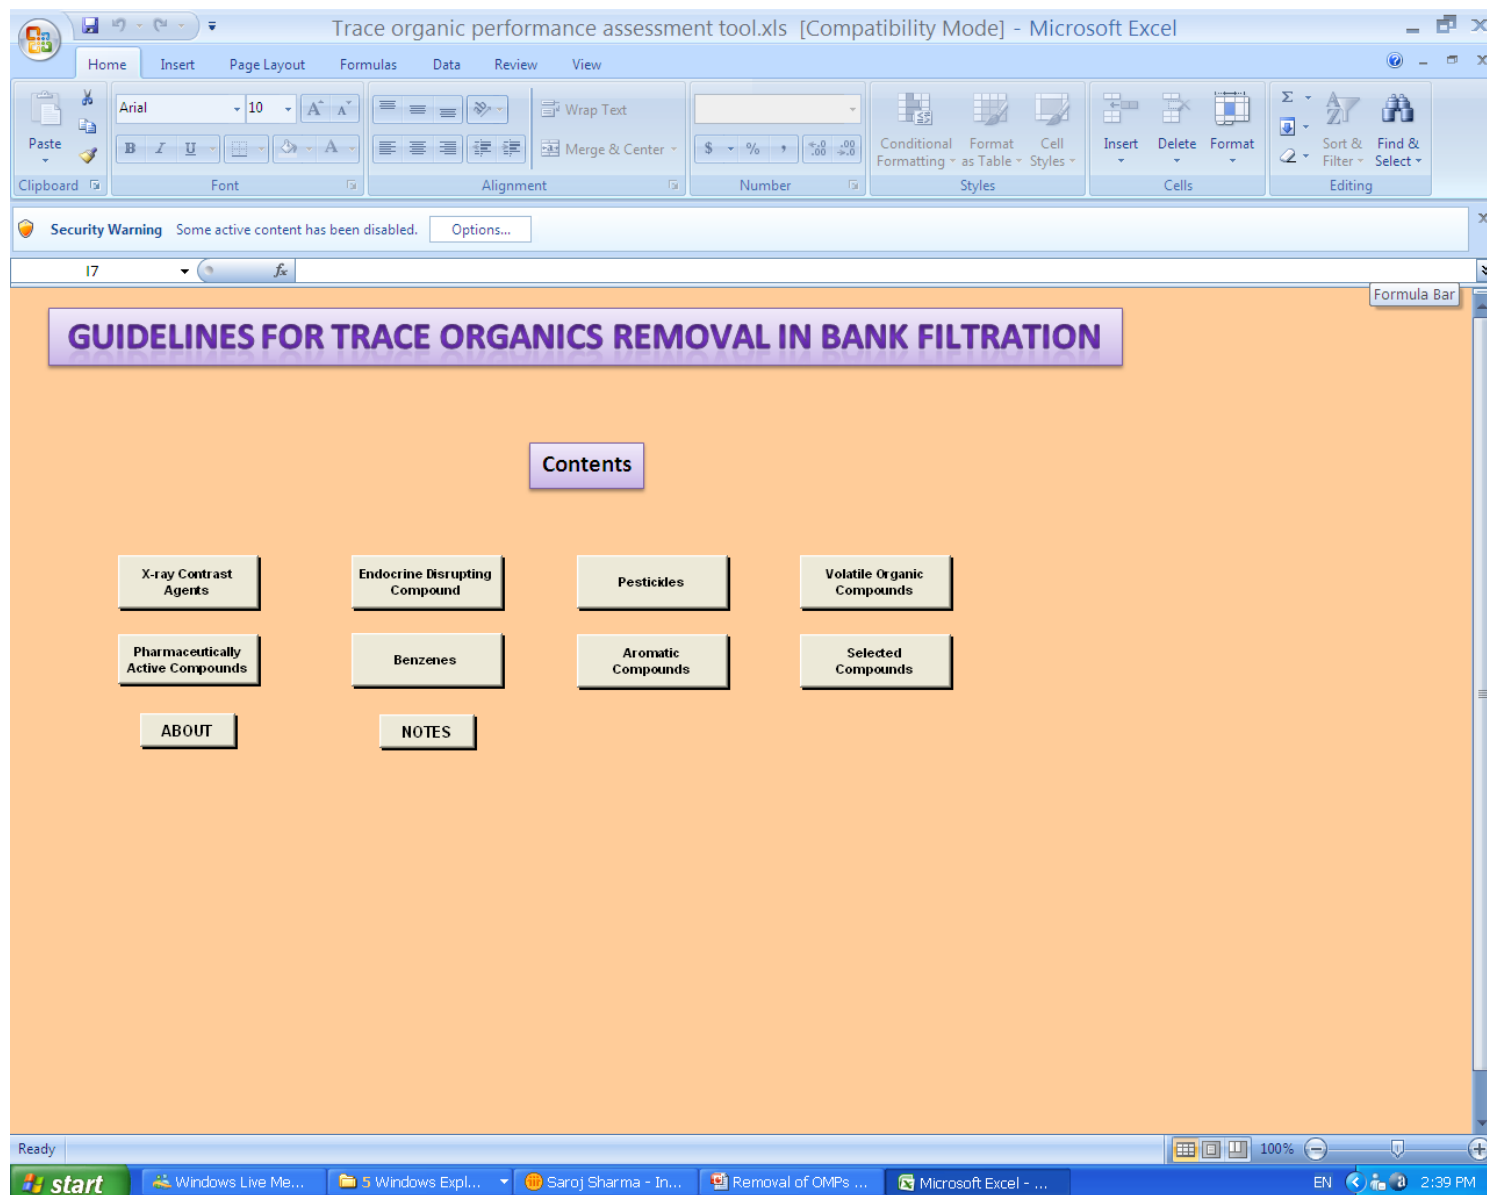 Trace organic performance assessment tool.xls [Compatibility Mode] - Microsoft Excel
Home Insert Page Layout Formulas Data Review View
Arial 10 A A Wrap Text
Paste B I U A Merge & Center $ % , .0 .00 .00 .0 Conditional Formatting Format as Table Cell Styles Insert Delete Format Σ A Z Sort & Filter Find & Select
Clipboard Font Alignment Number Styles Cells Editing
Security Warning Some active content has been disabled. Options...
I7 fx
Formula Bar
GUIDELINES FOR TRACE ORGANICS REMOVAL IN BANK FILTRATION
Contents
X-ray Contrast
Agents
Endocrine Disrupting
Compound
Pesticides
Volatile Organic
Compounds
Pharmaceutically
Active Compounds
Benzenes
Aromatic
Compounds
Selected
Compounds
ABOUT
NOTES
Ready 100%
start Windows Live Me... 5 Windows Expl... Saroj Sharma - In... Removal of OMPs ... Microsoft Excel - ... EN 2:39 PM